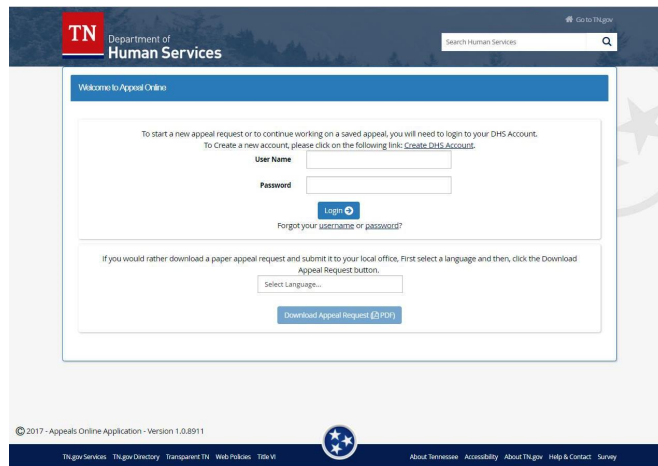 Go to TN.gov
TN
Department of
Human Services
Search Human Services
Welcome to Appeal Online
To start a new appeal request or to continue working on a saved appeal, you will need to login to your DHS Account.
To Create a new account, please click on the following link: Create DHS Account.
User Name
Password
Login
Forgot your username or password?
If you would rather download a paper appeal request and submit it to your local office, First select a language and then, click the Download
Appeal Request button.
Select Language...
Download Appeal Request (PDF)
© 2017 - Appeals Online Application - Version 1.0.8911
TN.gov Services TN.gov Directory Transparent TN Web Policies Title VI
About Tennessee Accessibility About TN.gov Help & Contact Survey